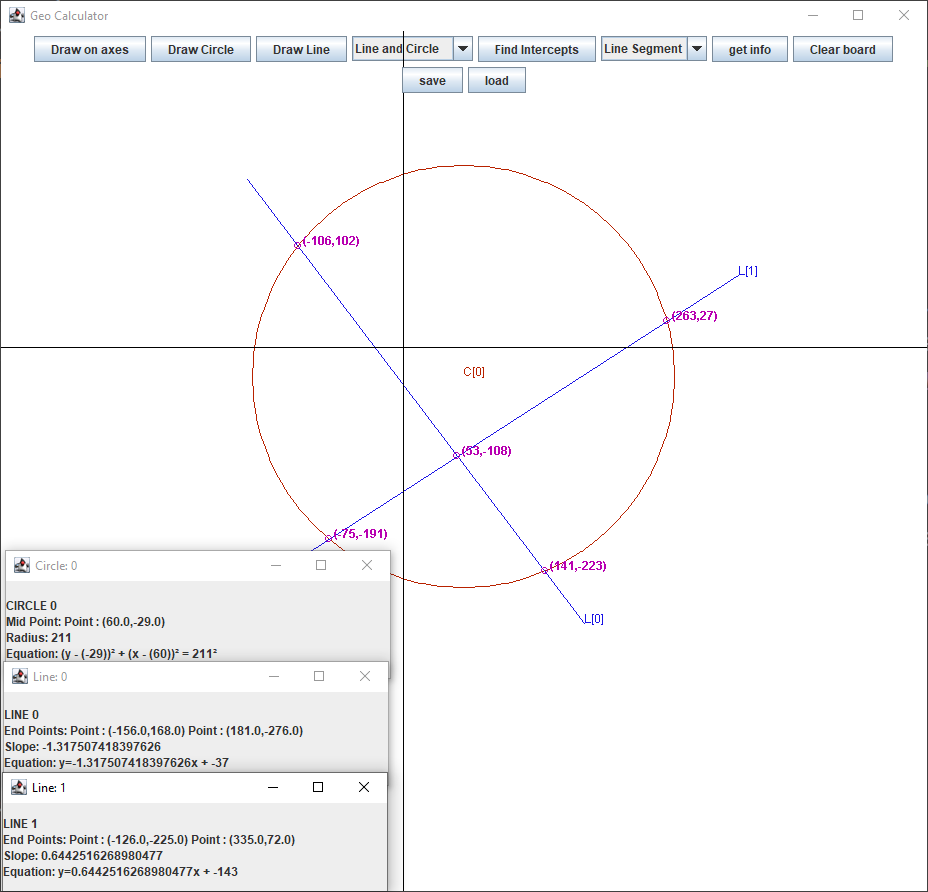 Geo Calculator
Draw on axes Draw Circle Draw Line Line and Circle Find Intercepts Line Segment get info Clear board
save load
(-106,102)
L[1]
(263,27)
C[0]
(53,-108)
(-75,-191)
(141,-223)
L[0]
Circle: 0
CIRCLE 0
Mid Point: Point : (60.0,-29.0)
Radius: 211
Equation: (y - (-29))² + (x - (60))² = 211²
Line: 0
LINE 0
End Points: Point : (-156.0,168.0) Point : (181.0,-276.0)
Slope: -1.317507418397626
Equation: y=-1.317507418397626x + -37
Line: 1
LINE 1
End Points: Point : (-126.0,-225.0) Point : (335.0,72.0)
Slope: 0.6442516268980477
Equation: y=0.6442516268980477x + -143